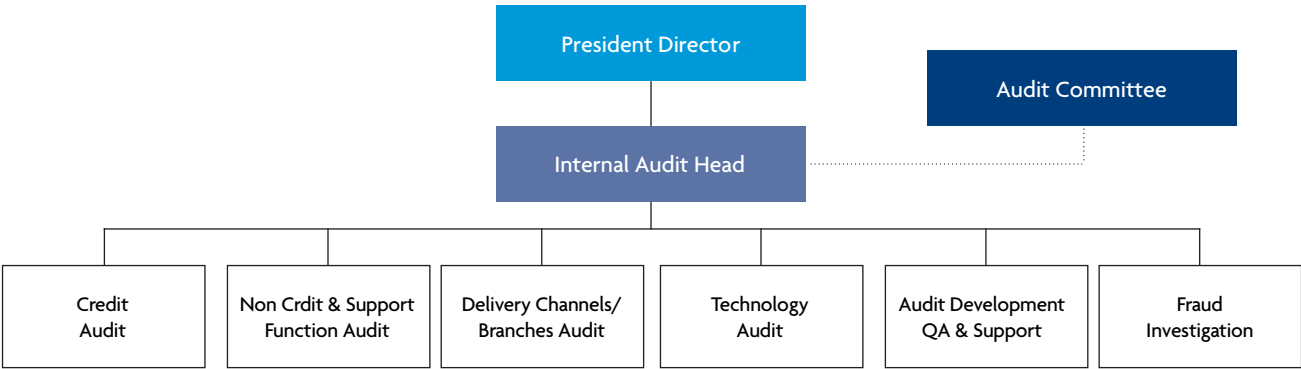 President Director
Audit Committee
Internal Audit Head
Credit
Audit
Non Crdit & Support
Function Audit
Delivery Channels/
Branches Audit
Technology
Audit
Audit Development
QA & Support
Fraud
Investigation